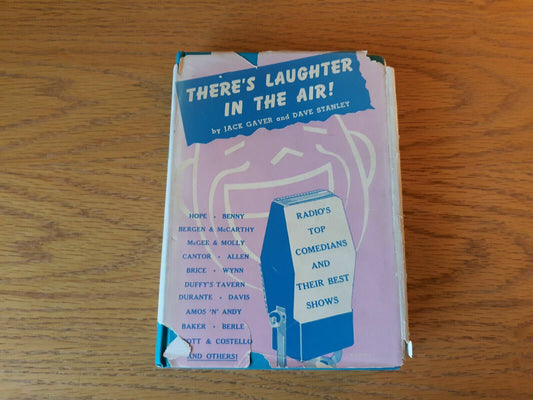 THERE'S LAUGHTER
IN THE AIR!
by JACK GAVER and DAVE STANLEY
HOPE • BENNY
BERGEN & McCARTHY
McGEE & MOLLY
CANTOR • ALLEN
BRICE • WYNN
DUFFY'S TAVERN
DURANTE • DAVIS
AMOS 'N' ANDY
BAKER • BERLE
OTT & COSTELLO
AND OTHERS!
RADIO'S
TOP
COMEDIANS
AND
THEIR BEST
SHOWS